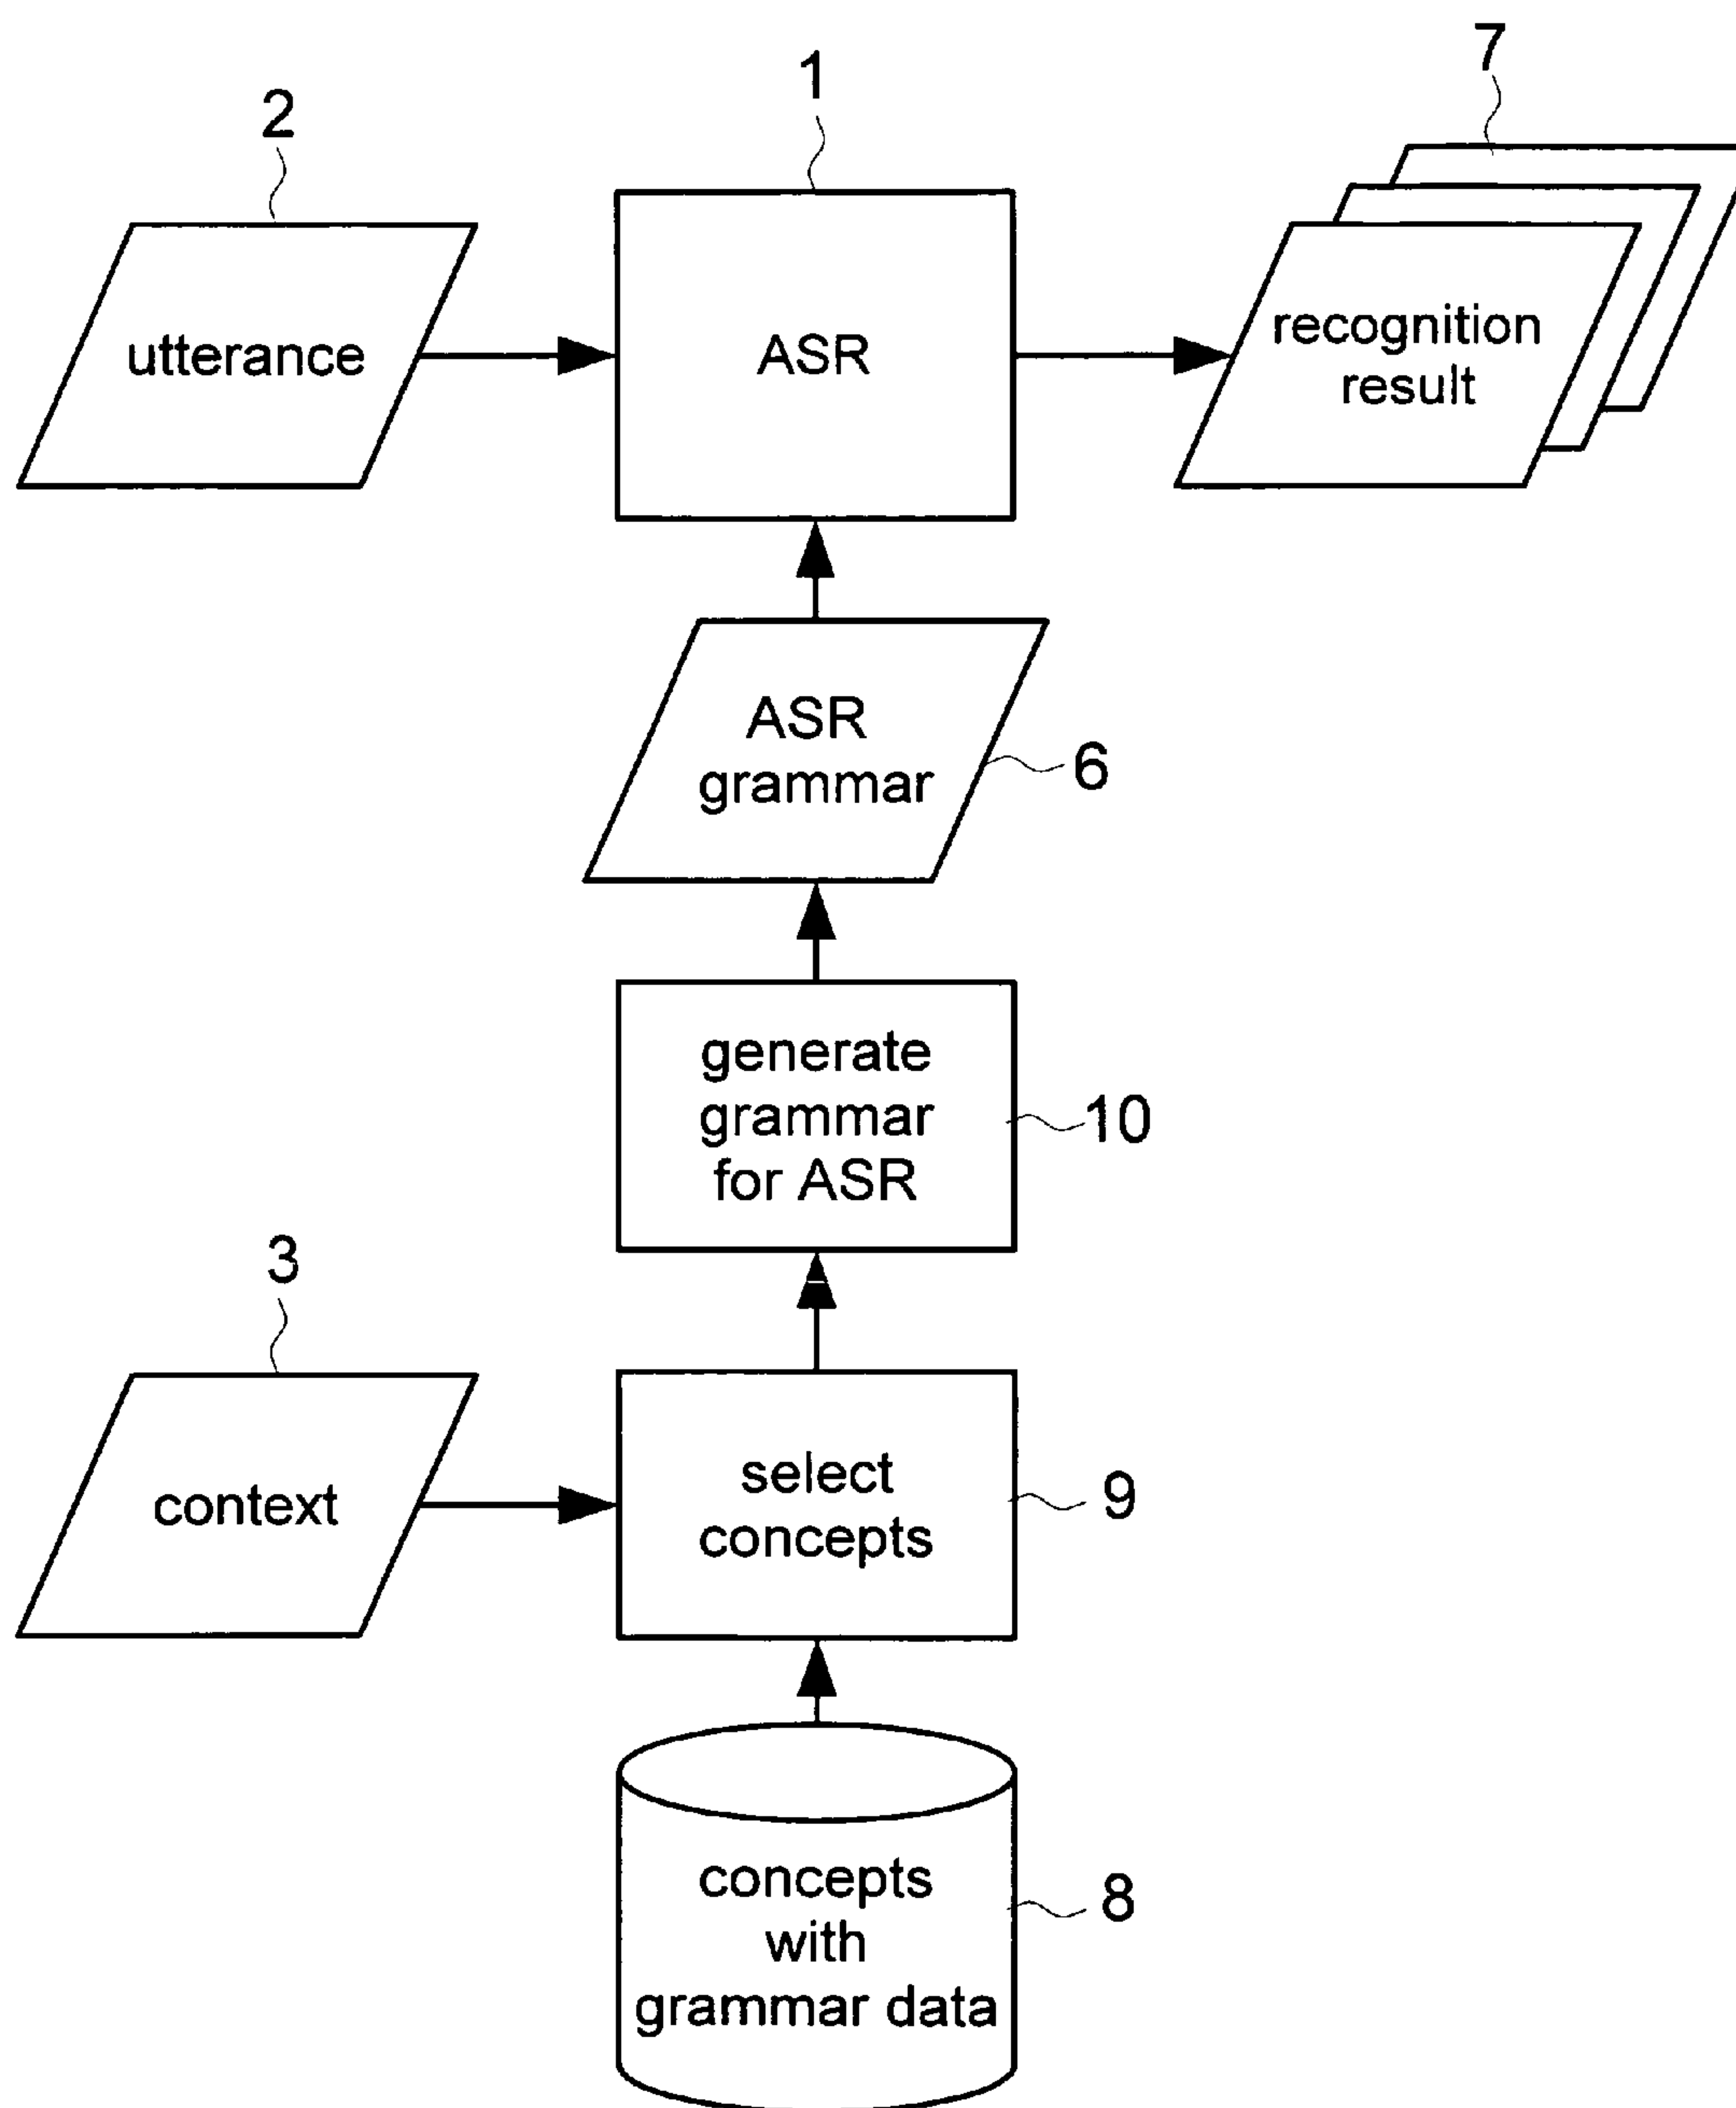 7
1
2
utterance
ASR
recognition
result
ASR
grammar
6
generate
grammar
for ASR
10
3
context
select
concepts
9
concepts
with
grammar data
8